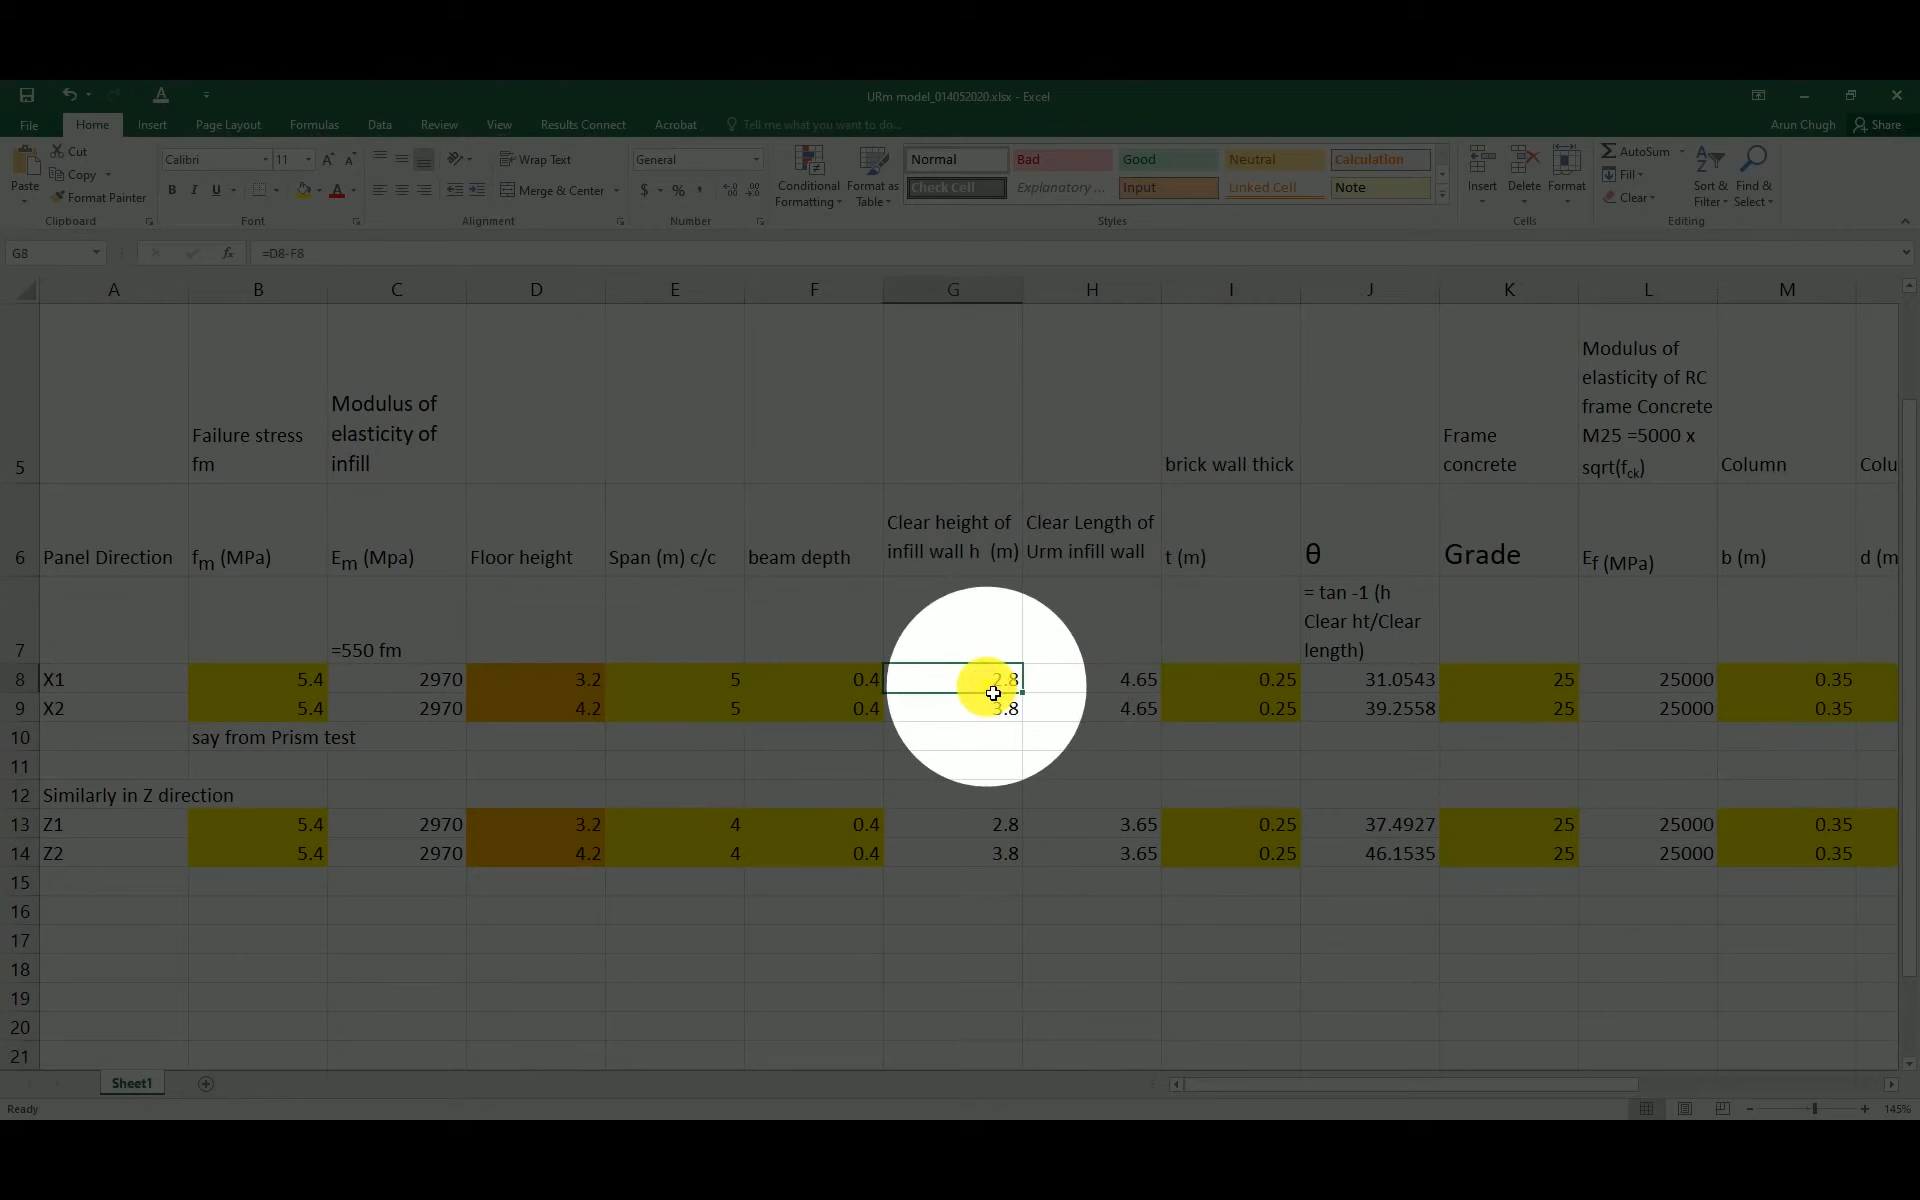 URm model_014052020.xlsx - Excel
File Home Insert Page Layout Formulas Data Review View Results Connect Acrobat Tell me what you want to do... Arun Chugh Share
Cut
Copy
Format Painter
Paste
Clipboard
Calibri 11
B I U
Font
Wrap Text
Merge & Center
Alignment
General
$ % ,
Number
Conditional Formatting
Format as Table
Normal Bad Good Neutral Calculation
Check Cell Explanatory ... Input Linked Cell Note
Styles
Insert Delete Format
Cells
AutoSum
Fill
Clear
Sort & Filter
Find & Select
Editing
G8 fx =D8-F8
A B C D E F G H I J K L M
5 Failure stress fm Modulus of elasticity of infill brick wall thick Frame concrete Modulus of elasticity of RC frame Concrete M25 =5000 x sqrt(fck) Column Colu
6 Panel Direction fm (MPa) Em (Mpa) Floor height Span (m) c/c beam depth Clear height of infill wall h (m) Clear Length of Urm infill wall t (m) θ Grade Ef (MPa) b (m) d (m
7 =550 fm = tan -1 (h Clear ht/Clear length)
8 X1 5.4 2970 3.2 5 0.4 2.8 4.65 0.25 31.0543 25 25000 0.35
9 X2 5.4 2970 4.2 5 0.4 3.8 4.65 0.25 39.2558 25 25000 0.35
10 say from Prism test
11
12 Similarly in Z direction
13 Z1 5.4 2970 3.2 4 0.4 2.8 3.65 0.25 37.4927 25 25000 0.35
14 Z2 5.4 2970 4.2 4 0.4 3.8 3.65 0.25 46.1535 25 25000 0.35
15
16
17
18
19
20
21
Sheet1
Ready 145%